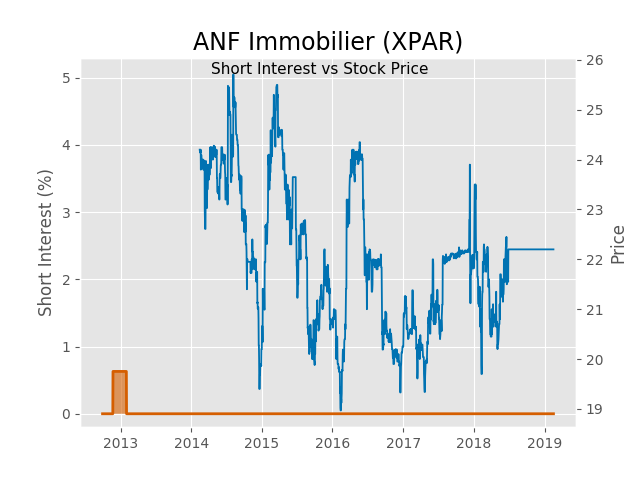 ANF Immobilier (XPAR)
Short Interest vs Stock Price
Short Interest (%)
5
4
3
2
1
0
26
25
24
23
22
21
20
19
Price
2013 2014 2015 2016 2017 2018 2019